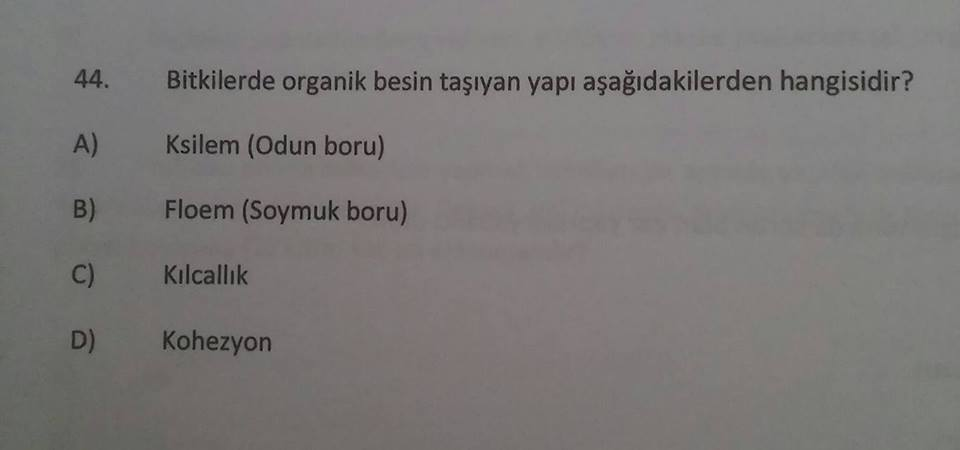 44. Bitkilerde organik besin taşıyan yapı aşağıdakilerden hangisidir?
A) Ksilem (Odun boru)
B) Floem (Soymuk boru)
C) Kılcallık
D) Kohezyon